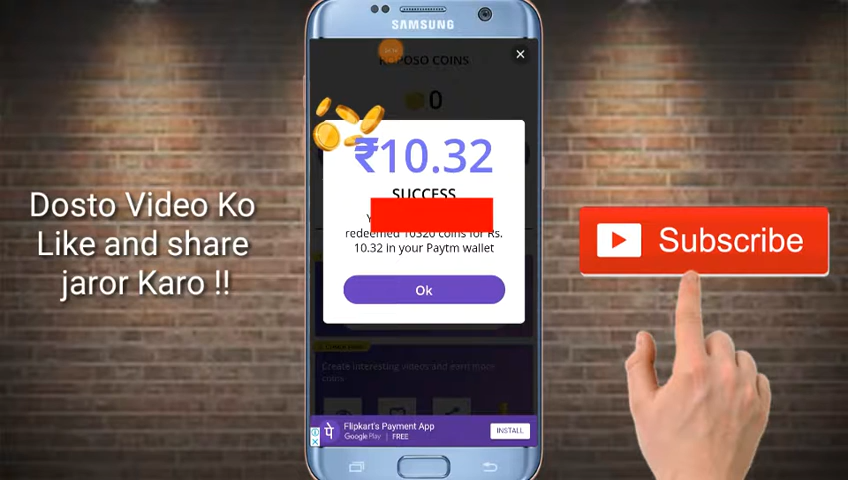 SAMSUNG
ROPOSO COINS
0
₹10.32
SUCCESS
redeemed 10320 coins for Rs.
10.32 in your Paytm wallet
Ok
Create interesting videos and earn more
coins
पे
Flipkart's Payment App
Google Play | FREE
INSTALL
Dosto Video Ko
Like and share
jaror Karo !!
Subscribe